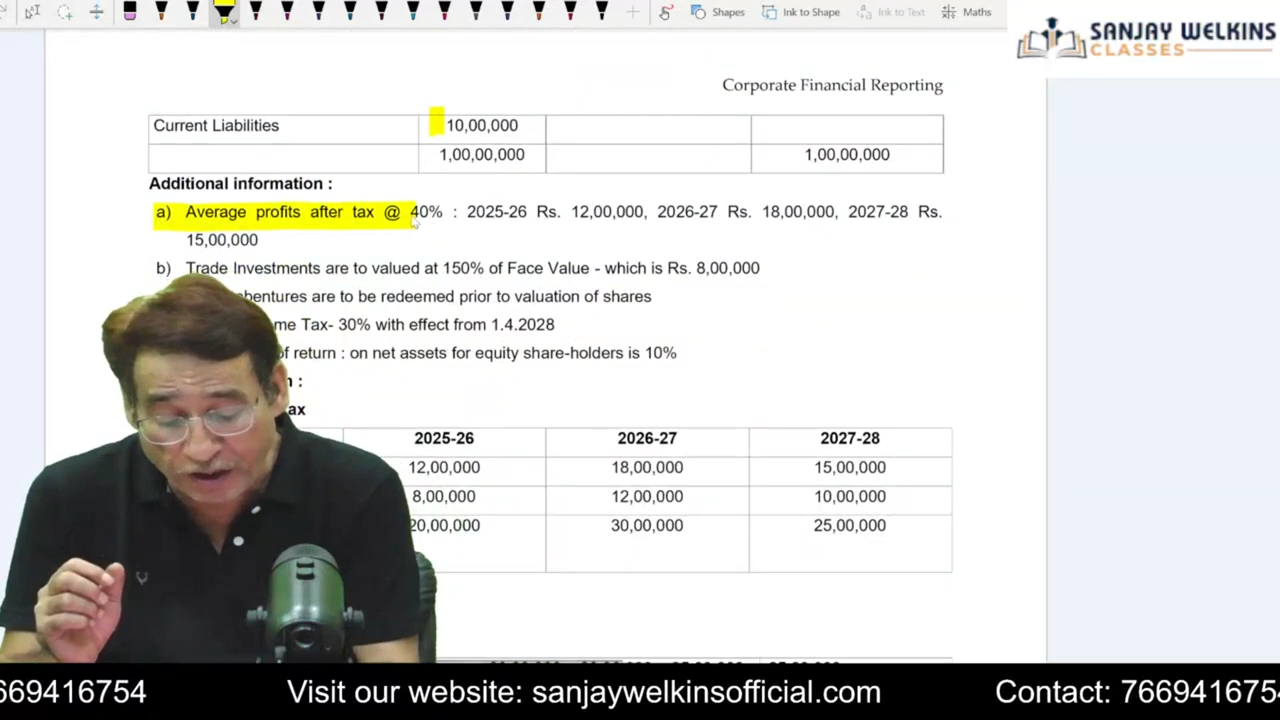 Shapes
Ink to Shape
Ink to Text
Maths
SANJAY WELKINS
CLASSES
Corporate Financial Reporting
Current Liabilities 10,00,000
1,00,00,000 1,00,00,000
Additional information :
a) Average profits after tax @ 40% : 2025-26 Rs. 12,00,000, 2026-27 Rs. 18,00,000, 2027-28 Rs.
15,00,000
b) Trade Investments are to valued at 150% of Face Value - which is Rs. 8,00,000
bentures are to be redeemed prior to valuation of shares
me Tax- 30% with effect from 1.4.2028
f return : on net assets for equity share-holders is 10%
n :
ax
2025-26 2026-27 2027-28
12,00,000 18,00,000 15,00,000
8,00,000 12,00,000 10,00,000
20,00,000 30,00,000 25,00,000
669416754 Visit our website: sanjaywelkinsofficial.com Contact: 7669416754